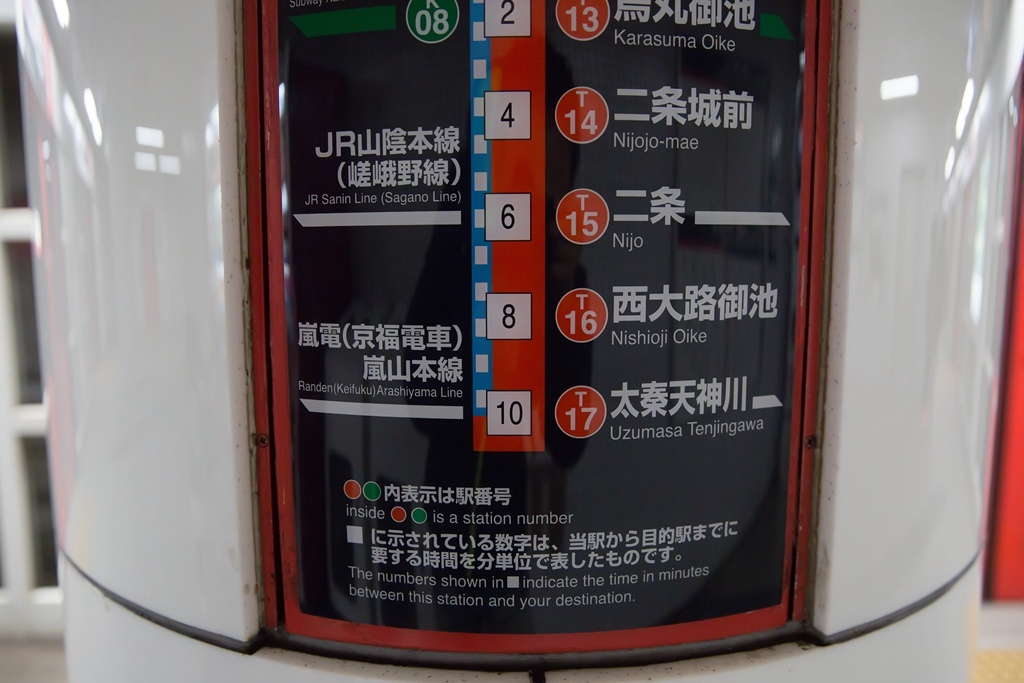 08
2
13
烏丸御池
Karasuma Oike
4
T
14
二条城前
Nijojo-mae
JR山陰本線
(嵯峨野線)
JR Sanin Line (Sagano Line)
6
T
15
二条
Nijo
8
T
16
西大路御池
Nishioji Oike
嵐電(京福電車)
嵐山本線
Randen(Keifuku)Arashiyama Line
10
T
17
太秦天神川
Uzumasa Tenjingawa
内表示は駅番号
inside is a station number
に示されている数字は、当駅から目的駅までに
要する時間を分単位で表したものです。
The numbers shown in indicate the time in minutes
between this station and your destination.